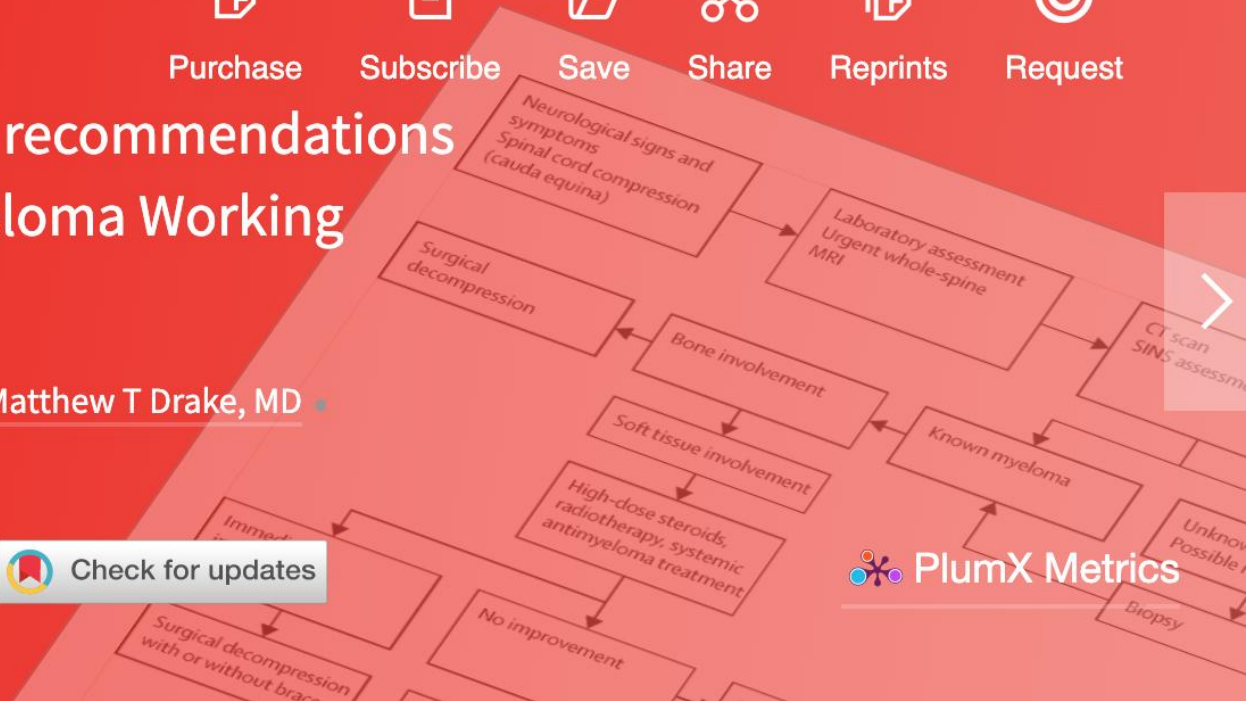 Purchase
Subscribe
Save
Share
Reprints
Request
recommendations
loma Working
Matthew T Drake, MD
Check for updates
PlumX Metrics
Neurological signs and
symptoms
Spinal cord compression
(cauda equina)
Laboratory assessment
Urgent whole-spine
MRI
CT scan
SINS
Surgical
decompression
Bone involvement
Soft tissue involvement
Known myeloma
High-dose steroids,
radiotherapy, systemic
antimyeloma treatment
Possible
Biopsy
No improvement
Surgical decompression
with or without brace